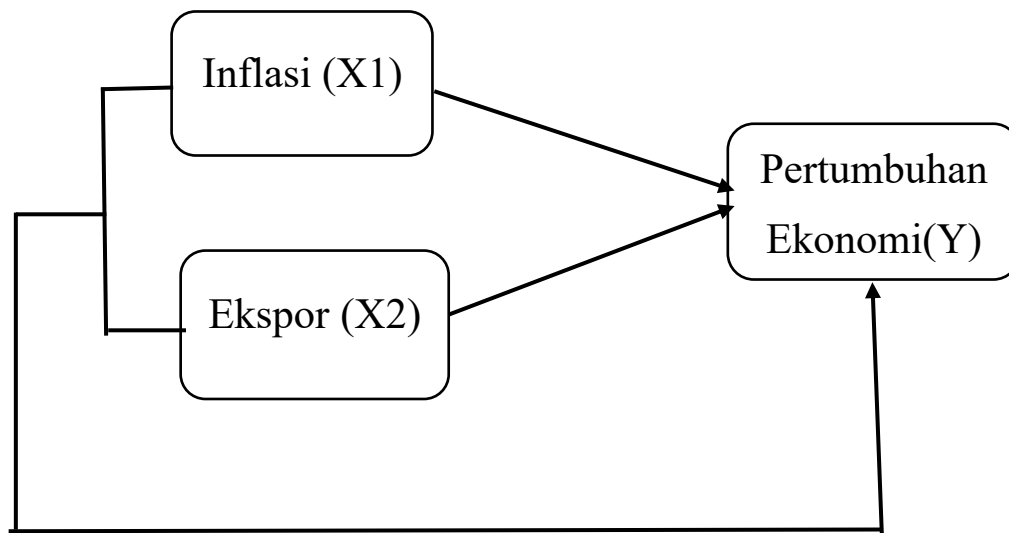 Inflasi (X1)
Pertumbuhan
Ekonomi(Y)
Ekspor (X2)